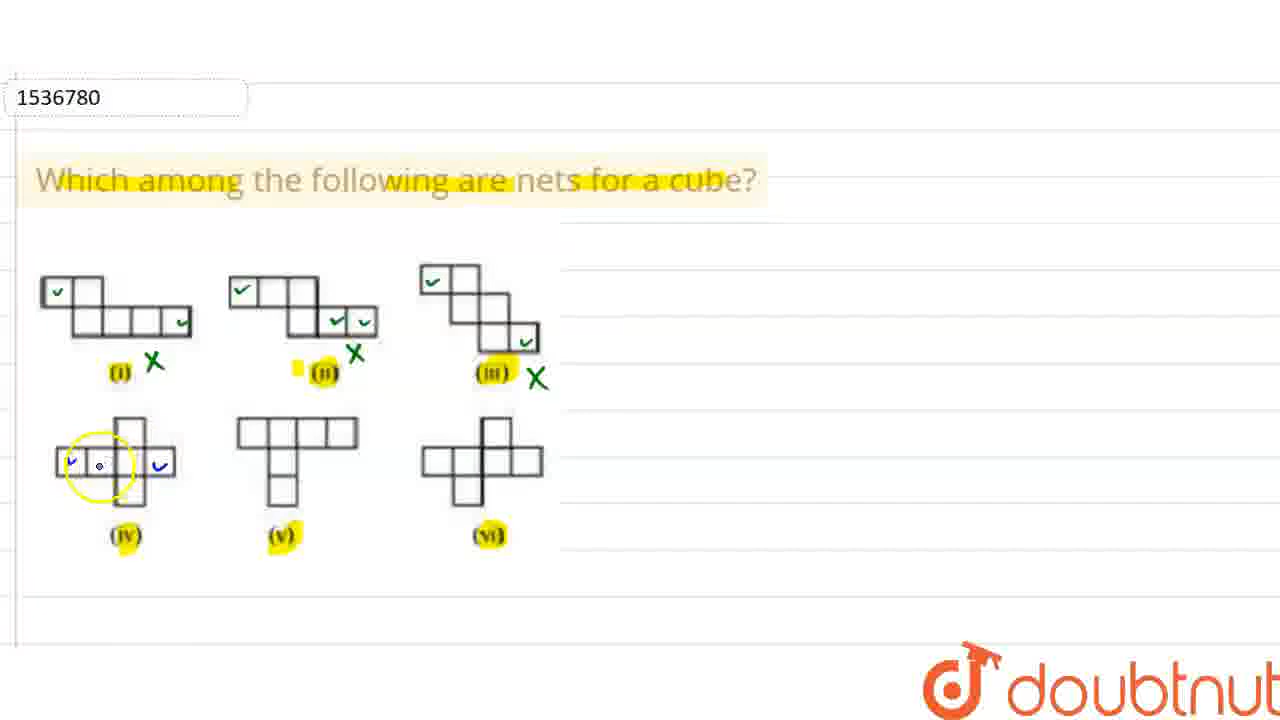 1536780
Which among the following are nets for a cube?
(i) X (ii) X (iii) X
(iv) (v) (vi)
doubtnut